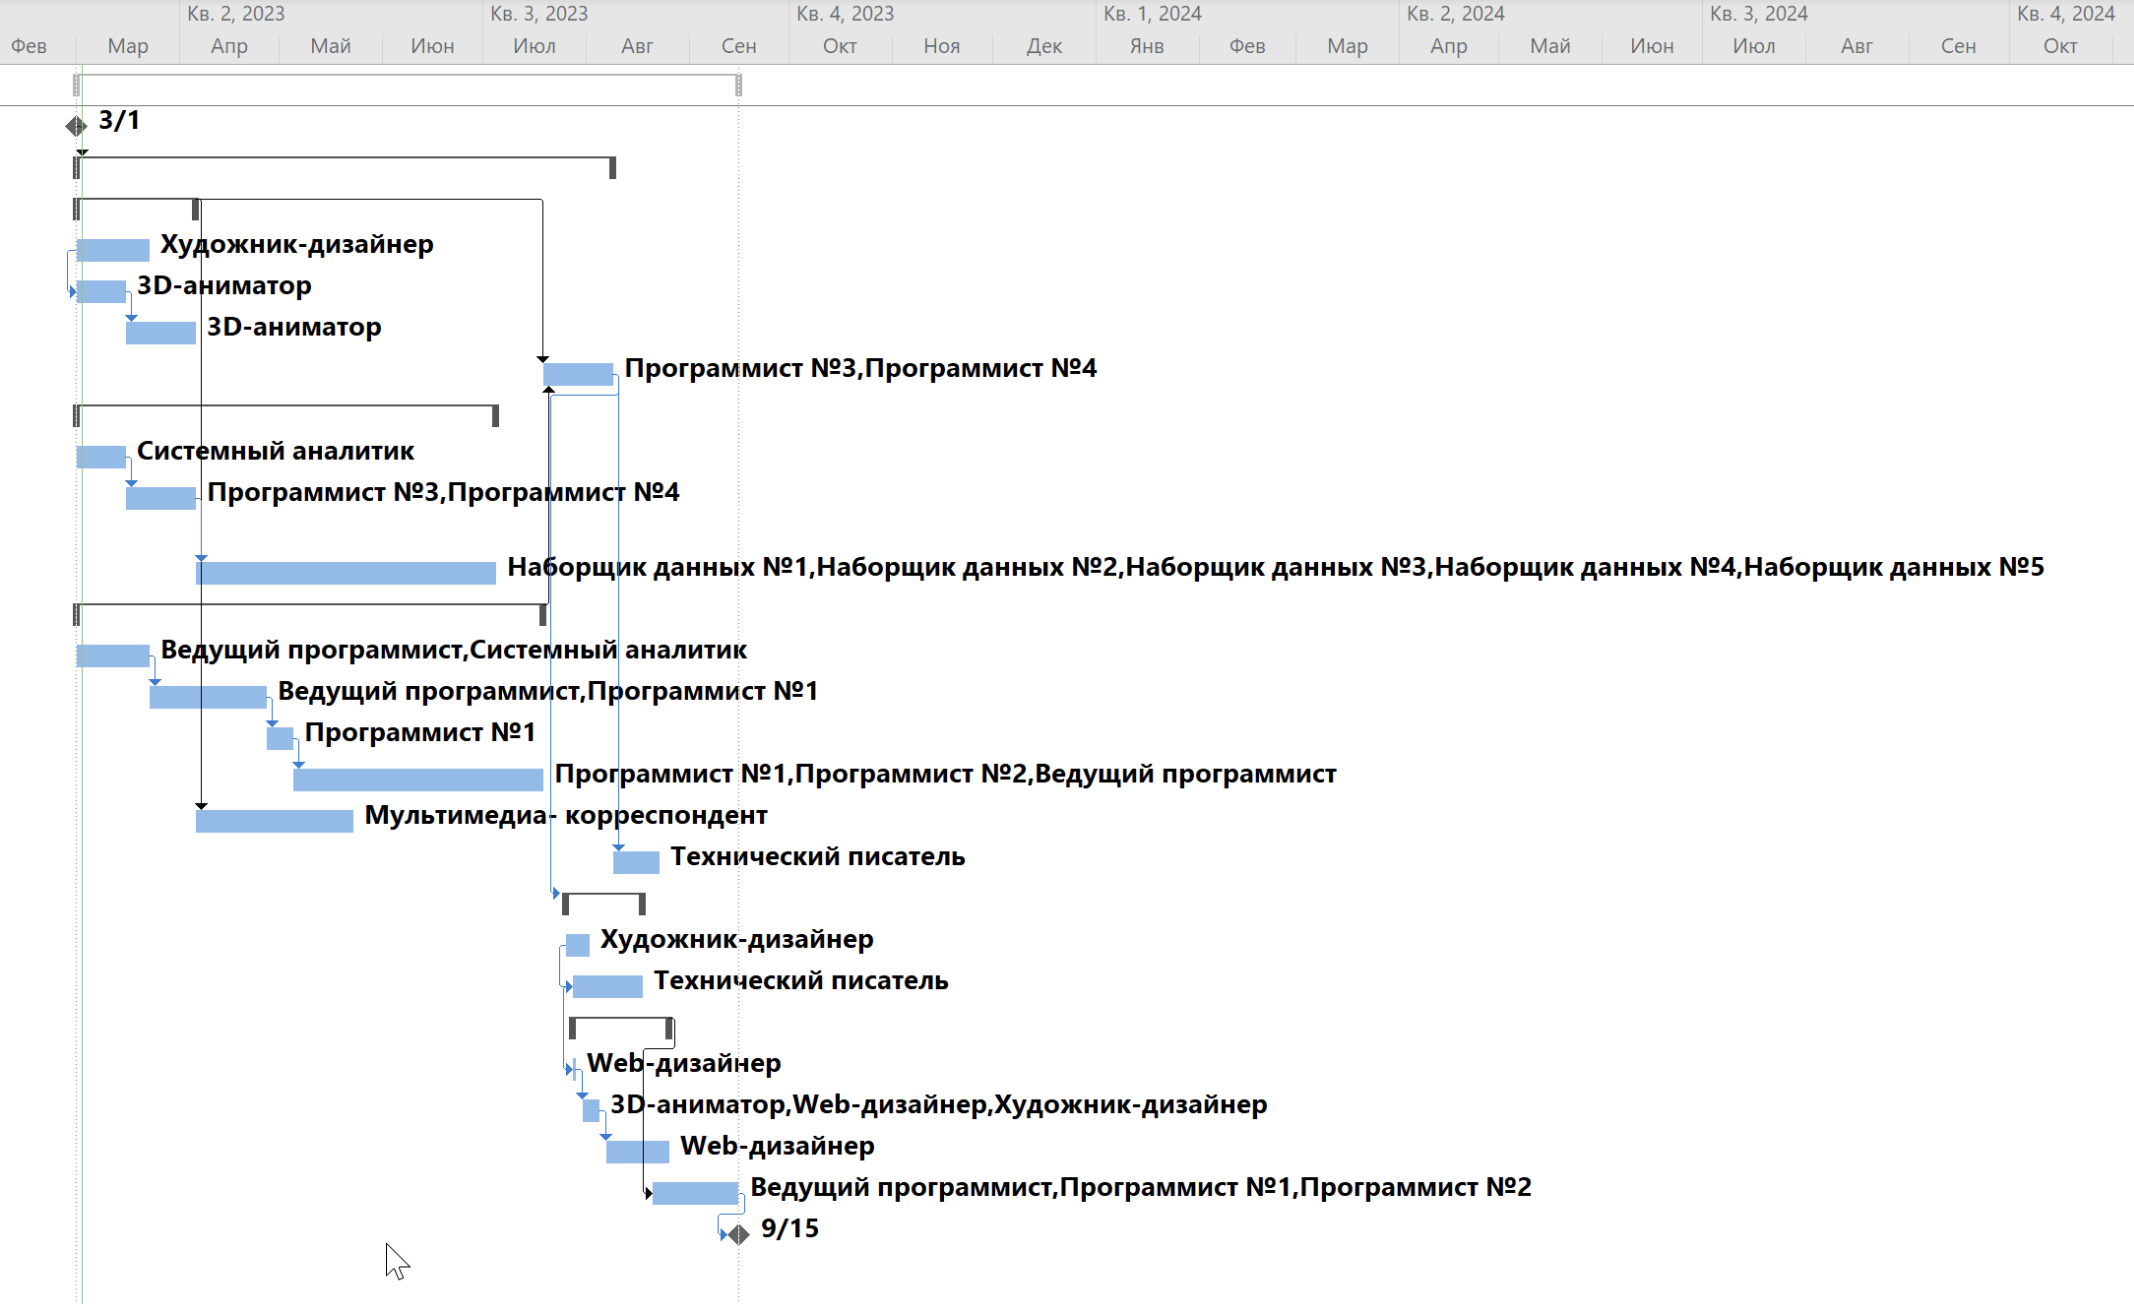 Кв. 2, 2023 Кв. 3, 2023 Кв. 4, 2023 Кв. 1, 2024 Кв. 2, 2024 Кв. 3, 2024 Кв. 4, 2024
Фев Мар Апр Май Июн Июл Авг Сен Окт Ноя Дек Янв Фев Мар Апр Май Июн Июл Авг Сен Окт
3/1
Художник-дизайнер
3D-аниматор
3D-аниматор
Программист №3,Программист №4
Системный аналитик
Программист №3,Программист №4
Наборщик данных №1,Наборщик данных №2,Наборщик данных №3,Наборщик данных №4,Наборщик данных №5
Ведущий программист,Системный аналитик
Ведущий программист,Программист №1
Программист №1
Программист №1,Программист №2,Ведущий программист
Мультимедиа- корреспондент
Технический писатель
Художник-дизайнер
Технический писатель
Web-дизайнер
3D-аниматор,Web-дизайнер,Художник-дизайнер
Web-дизайнер
Ведущий программист,Программист №1,Программист №2
9/15